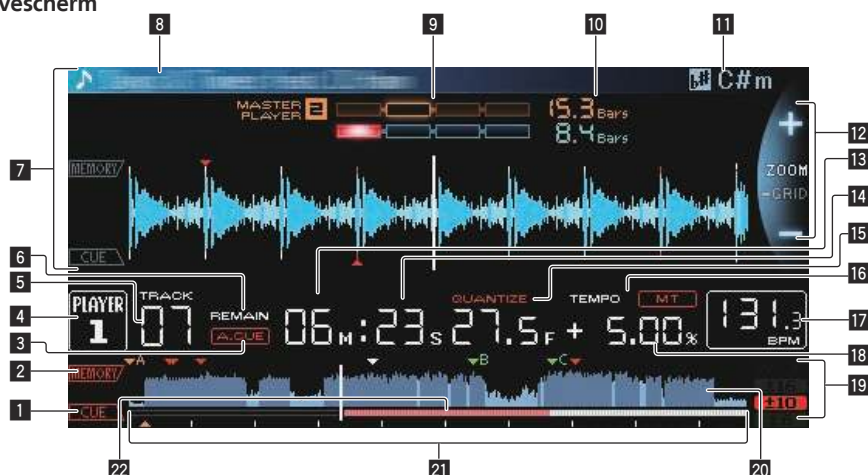 vescherm
8 9 10 11
C#m
MASTER PLAYER 2
15.3 Bars
8.4 Bars
+
12
7
MEMORY
ZOOM
-GRID
13
14
CUE
−
15
6
16
5
TRACK
REMAIN
QUANTIZE
TEMPO
MT
4
PLAYER 1
07
A.CUE
06 M : 23 S 27.5 F + 5.00 %
131.3 BPM
17
3
18
2
MEMORY
A
B
C
19
1
CUE
±10
22 21 20